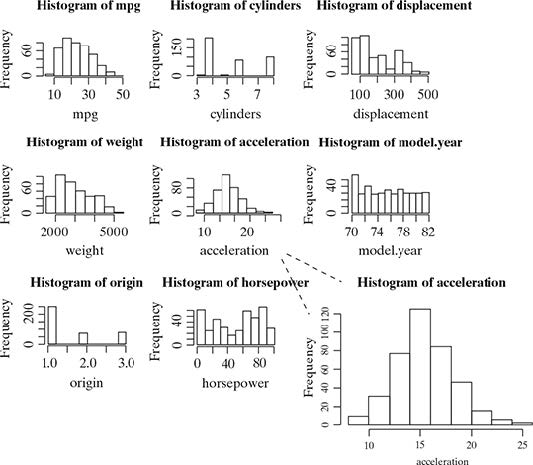 Histogram of mpg
Histogram of cylinders
Histogram of displacement
Frequency
0 60
10 30 50
mpg
Frequency
0 150
3 5 7
cylinders
Frequency
0 60
100 300 500
displacement
Histogram of weight
Histogram of acceleration
Histogram of model.year
Frequency
0 60
2000 5000
weight
Frequency
0 80
10 20
acceleration
Frequency
0 40
70 74 78 82
model.year
Histogram of origin
Histogram of horsepower
Histogram of acceleration
Frequency
0 200
1.0 2.0 3.0
origin
Frequency
0 40
0 40 80
horsepower
Frequency
0 20 40 60 80 100 120
10 15 20 25
acceleration